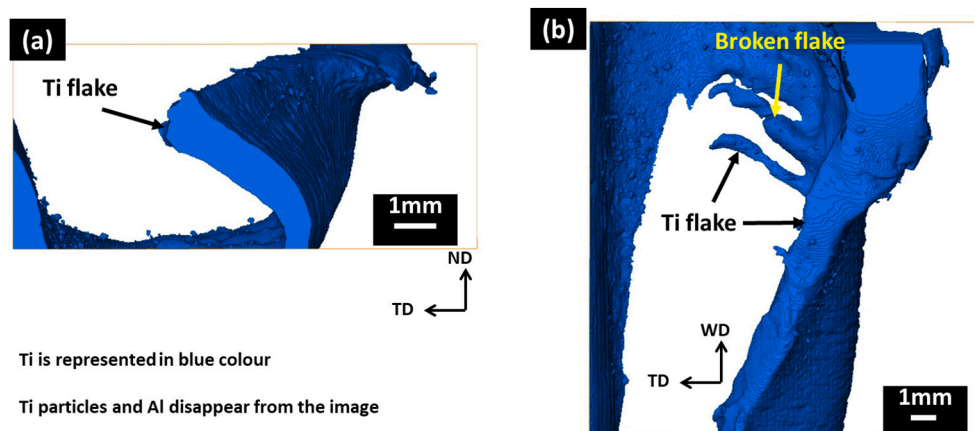 (a)
Ti flake
1mm
ND
TD
Ti is represented in blue colour
Ti particles and Al disappear from the image
(b)
Broken flake
Ti flake
WD
TD
1mm